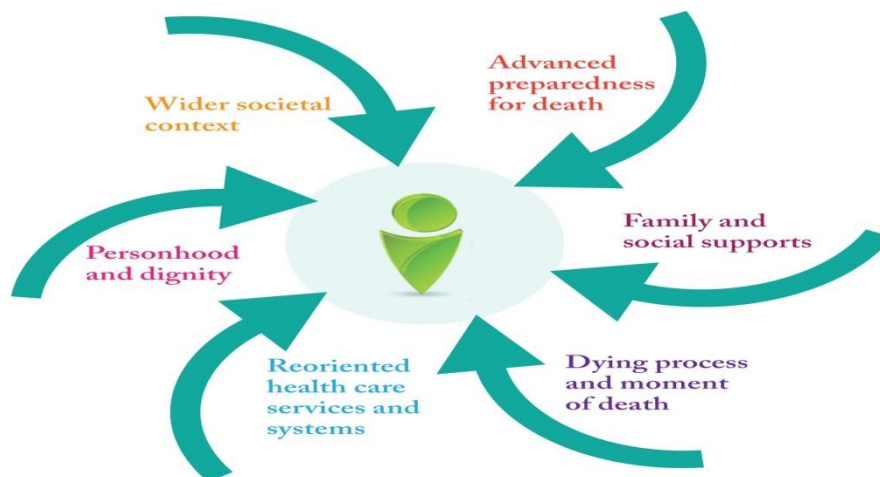 Wider societal
context
Advanced
preparedness
for death
Personhood
and dignity
Family and
social supports
Reoriented
health care
services and
systems
Dying process
and moment
of death